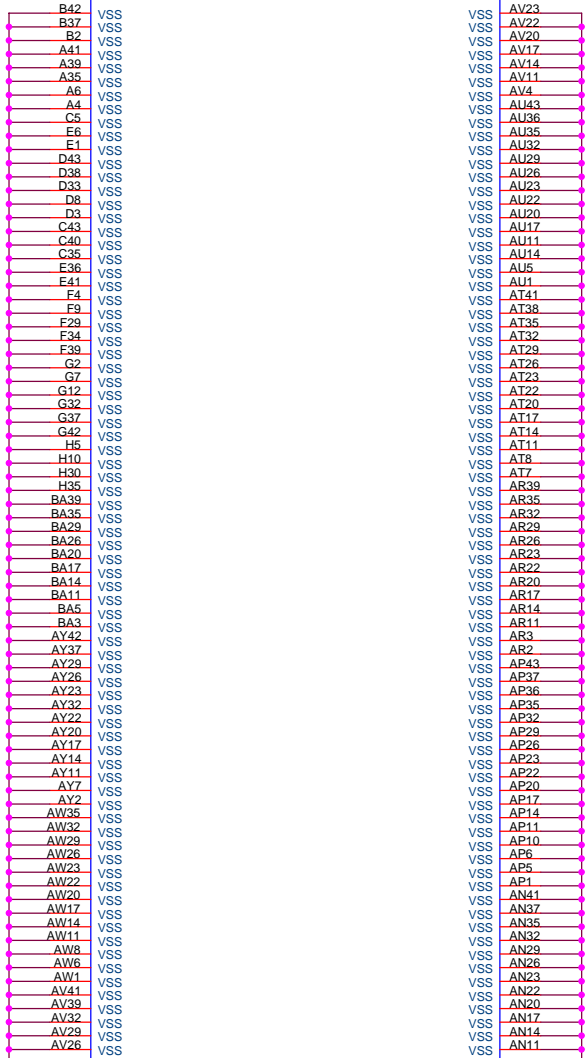 B42 VSS VSS AV23
B37 VSS VSS AV22
B2 VSS VSS AV20
A41 VSS VSS AV17
A39 VSS VSS AV14
A35 VSS VSS AV11
A6 VSS VSS AV4
A4 VSS VSS AU43
C5 VSS VSS AU36
E6 VSS VSS AU35
E1 VSS VSS AU32
D43 VSS VSS AU29
D38 VSS VSS AU26
D33 VSS VSS AU23
D8 VSS VSS AU22
D3 VSS VSS AU20
C43 VSS VSS AU17
C40 VSS VSS AU11
C35 VSS VSS AU14
E36 VSS VSS AU5
E41 VSS VSS AU1
F4 VSS VSS AT41
F9 VSS VSS AT38
F29 VSS VSS AT35
F34 VSS VSS AT32
F39 VSS VSS AT29
G2 VSS VSS AT26
G7 VSS VSS AT23
G12 VSS VSS AT22
G32 VSS VSS AT20
G37 VSS VSS AT17
G42 VSS VSS AT14
H5 VSS VSS AT11
H10 VSS VSS AT8
H30 VSS VSS AT7
H35 VSS VSS AR39
BA39 VSS VSS AR35
BA35 VSS VSS AR32
BA29 VSS VSS AR29
BA26 VSS VSS AR26
BA20 VSS VSS AR23
BA17 VSS VSS AR22
BA14 VSS VSS AR20
BA11 VSS VSS AR17
BA5 VSS VSS AR14
BA3 VSS VSS AR11
AY42 VSS VSS AR3
AY37 VSS VSS AR2
AY29 VSS VSS AP43
AY26 VSS VSS AP37
AY23 VSS VSS AP36
AY32 VSS VSS AP35
AY22 VSS VSS AP32
AY20 VSS VSS AP29
AY17 VSS VSS AP26
AY14 VSS VSS AP23
AY11 VSS VSS AP22
AY7 VSS VSS AP20
AY2 VSS VSS AP17
AW35 VSS VSS AP14
AW32 VSS VSS AP11
AW29 VSS VSS AP10
AW26 VSS VSS AP6
AW23 VSS VSS AP5
AW22 VSS VSS AP1
AW20 VSS VSS AN41
AW17 VSS VSS AN37
AW14 VSS VSS AN35
AW11 VSS VSS AN32
AW8 VSS VSS AN29
AW6 VSS VSS AN26
AW1 VSS VSS AN23
AV41 VSS VSS AN22
AV39 VSS VSS AN20
AV32 VSS VSS AN17
AV29 VSS VSS AN14
AV26 VSS VSS AN11